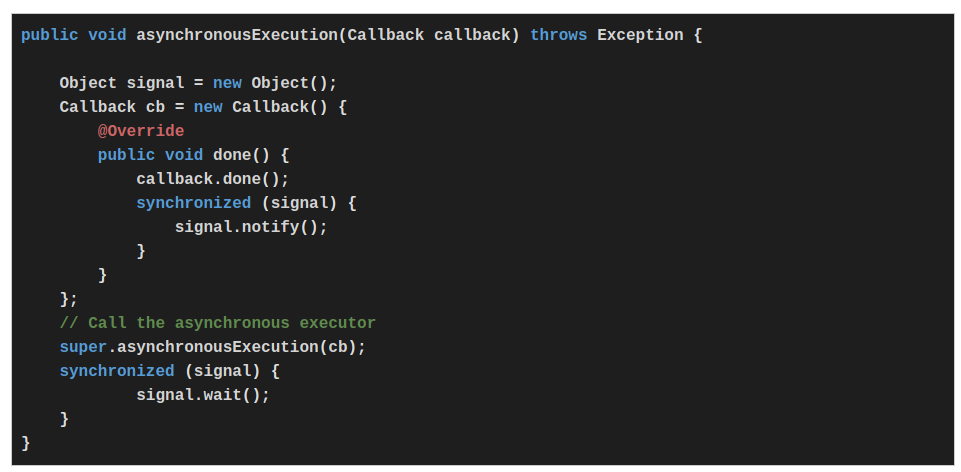 public void asynchronousExecution(Callback callback) throws Exception {
    Object signal = new Object();
    Callback cb = new Callback() {
        @Override
        public void done() {
            callback.done();
            synchronized (signal) {
                signal.notify();
            }
        }
    };
    // Call the asynchronous executor
    super.asynchronousExecution(cb);
    synchronized (signal) {
            signal.wait();
    }
}